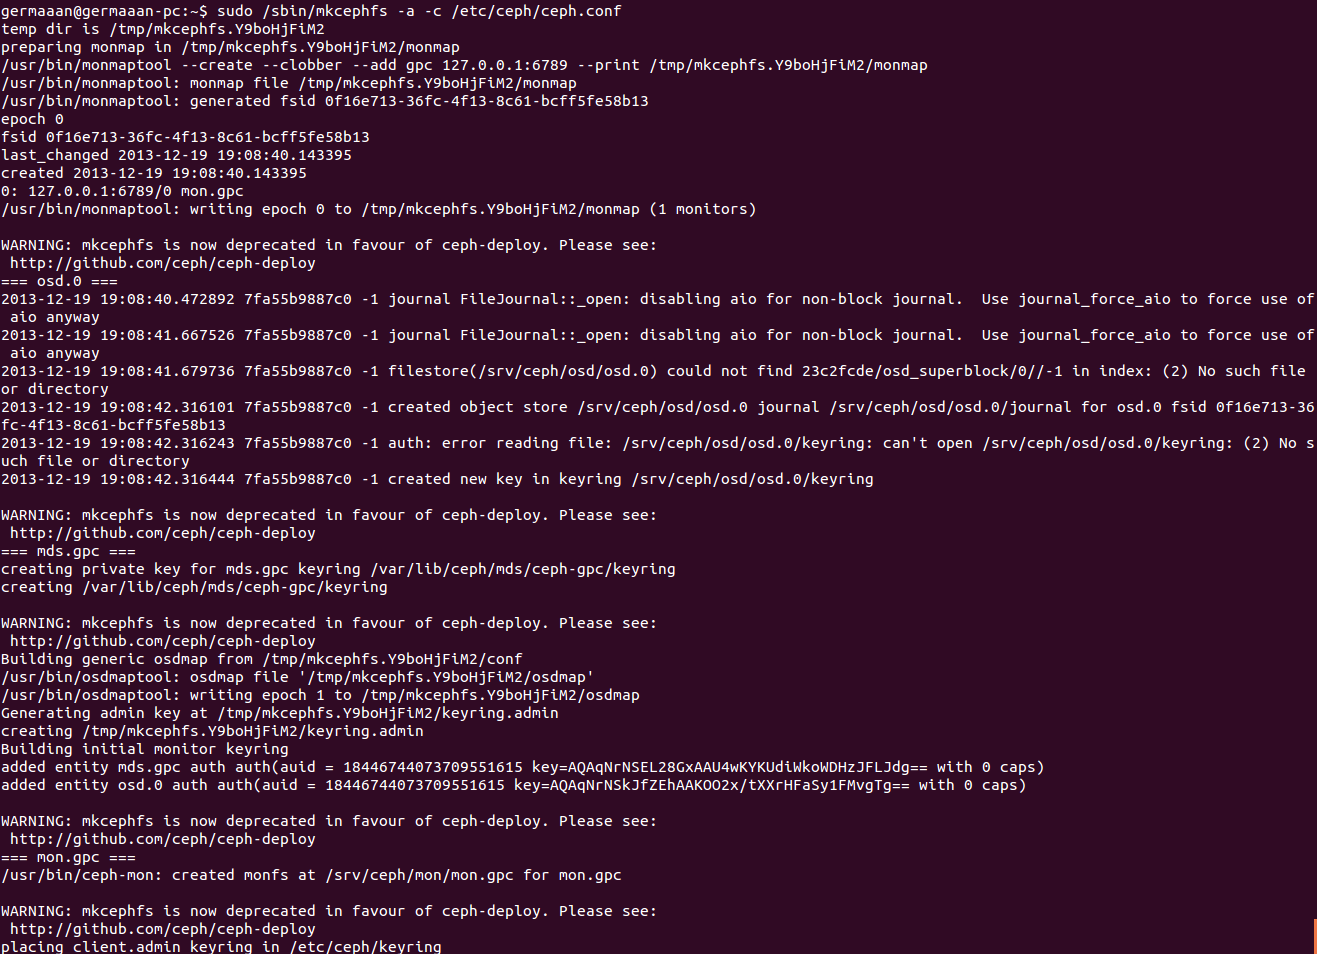 germaaan@germaaan-pc:~$ sudo /sbin/mkcephfs -a -c /etc/ceph/ceph.conf
temp dir is /tmp/mkcephfs.Y9boHjFiM2
preparing monmap in /tmp/mkcephfs.Y9boHjFiM2/monmap
/usr/bin/monmaptool --create --clobber --add gpc 127.0.0.1:6789 --print /tmp/mkcephfs.Y9boHjFiM2/monmap
/usr/bin/monmaptool: monmap file /tmp/mkcephfs.Y9boHjFiM2/monmap
/usr/bin/monmaptool: generated fsid 0f16e713-36fc-4f13-8c61-bcff5fe58b13
epoch 0
fsid 0f16e713-36fc-4f13-8c61-bcff5fe58b13
last_changed 2013-12-19 19:08:40.143395
created 2013-12-19 19:08:40.143395
0: 127.0.0.1:6789/0 mon.gpc
/usr/bin/monmaptool: writing epoch 0 to /tmp/mkcephfs.Y9boHjFiM2/monmap (1 monitors)

WARNING: mkcephfs is now deprecated in favour of ceph-deploy. Please see:
 http://github.com/ceph/ceph-deploy
=== osd.0 ===
2013-12-19 19:08:40.472892 7fa55b9887c0 -1 journal FileJournal::_open: disabling aio for non-block journal.  Use journal_force_aio to force use of
 aio anyway
2013-12-19 19:08:41.667526 7fa55b9887c0 -1 journal FileJournal::_open: disabling aio for non-block journal.  Use journal_force_aio to force use of
 aio anyway
2013-12-19 19:08:41.679736 7fa55b9887c0 -1 filestore(/srv/ceph/osd/osd.0) could not find 23c2fcde/osd_superblock/0//-1 in index: (2) No such file
or directory
2013-12-19 19:08:42.316101 7fa55b9887c0 -1 created object store /srv/ceph/osd/osd.0 journal /srv/ceph/osd/osd.0/journal for osd.0 fsid 0f16e713-36
fc-4f13-8c61-bcff5fe58b13
2013-12-19 19:08:42.316243 7fa55b9887c0 -1 auth: error reading file: /srv/ceph/osd/osd.0/keyring: can't open /srv/ceph/osd/osd.0/keyring: (2) No s
uch file or directory
2013-12-19 19:08:42.316444 7fa55b9887c0 -1 created new key in keyring /srv/ceph/osd/osd.0/keyring

WARNING: mkcephfs is now deprecated in favour of ceph-deploy. Please see:
 http://github.com/ceph/ceph-deploy
=== mds.gpc ===
creating private key for mds.gpc keyring /var/lib/ceph/mds/ceph-gpc/keyring
creating /var/lib/ceph/mds/ceph-gpc/keyring

WARNING: mkcephfs is now deprecated in favour of ceph-deploy. Please see:
 http://github.com/ceph/ceph-deploy
Building generic osdmap from /tmp/mkcephfs.Y9boHjFiM2/conf
/usr/bin/osdmaptool: osdmap file '/tmp/mkcephfs.Y9boHjFiM2/osdmap'
/usr/bin/osdmaptool: writing epoch 1 to /tmp/mkcephfs.Y9boHjFiM2/osdmap
Generating admin key at /tmp/mkcephfs.Y9boHjFiM2/keyring.admin
creating /tmp/mkcephfs.Y9boHjFiM2/keyring.admin
Building initial monitor keyring
added entity mds.gpc auth auth(auid = 18446744073709551615 key=AQAqNrNSEL28GxAAU4wKYKUdiWkoWDHzJFLJdg== with 0 caps)
added entity osd.0 auth auth(auid = 18446744073709551615 key=AQAqNrNSkJfZEhAAKOO2x/tXXrHFaSy1FMvgTg== with 0 caps)

WARNING: mkcephfs is now deprecated in favour of ceph-deploy. Please see:
 http://github.com/ceph/ceph-deploy
=== mon.gpc ===
/usr/bin/ceph-mon: created monfs at /srv/ceph/mon/mon.gpc for mon.gpc

WARNING: mkcephfs is now deprecated in favour of ceph-deploy. Please see:
 http://github.com/ceph/ceph-deploy
placing client.admin keyring in /etc/ceph/keyring